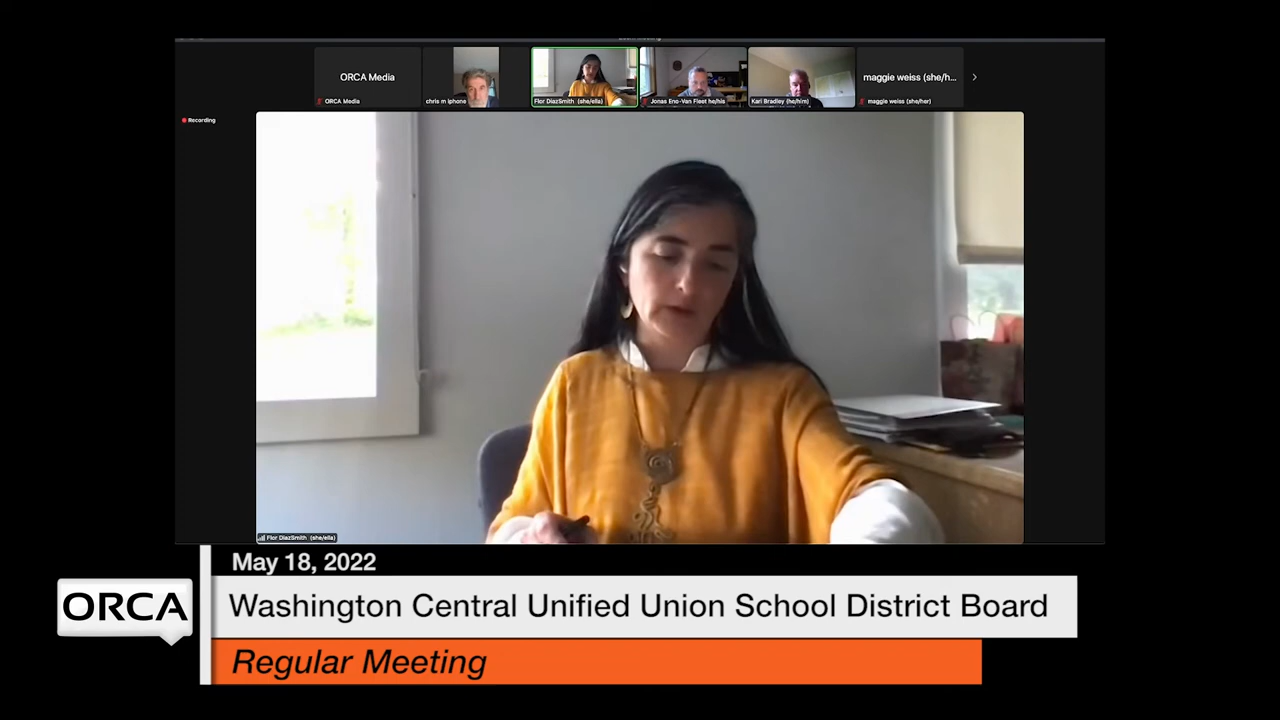 ORCA Media
maggie weiss (she/h...
ORCA Media
chris m iphone
Flor DiazSmith (she/ella)
Jonas Eno-Van Fleet he/his
Kari Bradley (he/him)
maggie weiss (she/her)
Recording
Flor DiazSmith (she/ella)
May 18, 2022
ORCA
Washington Central Unified Union School District Board
Regular Meeting